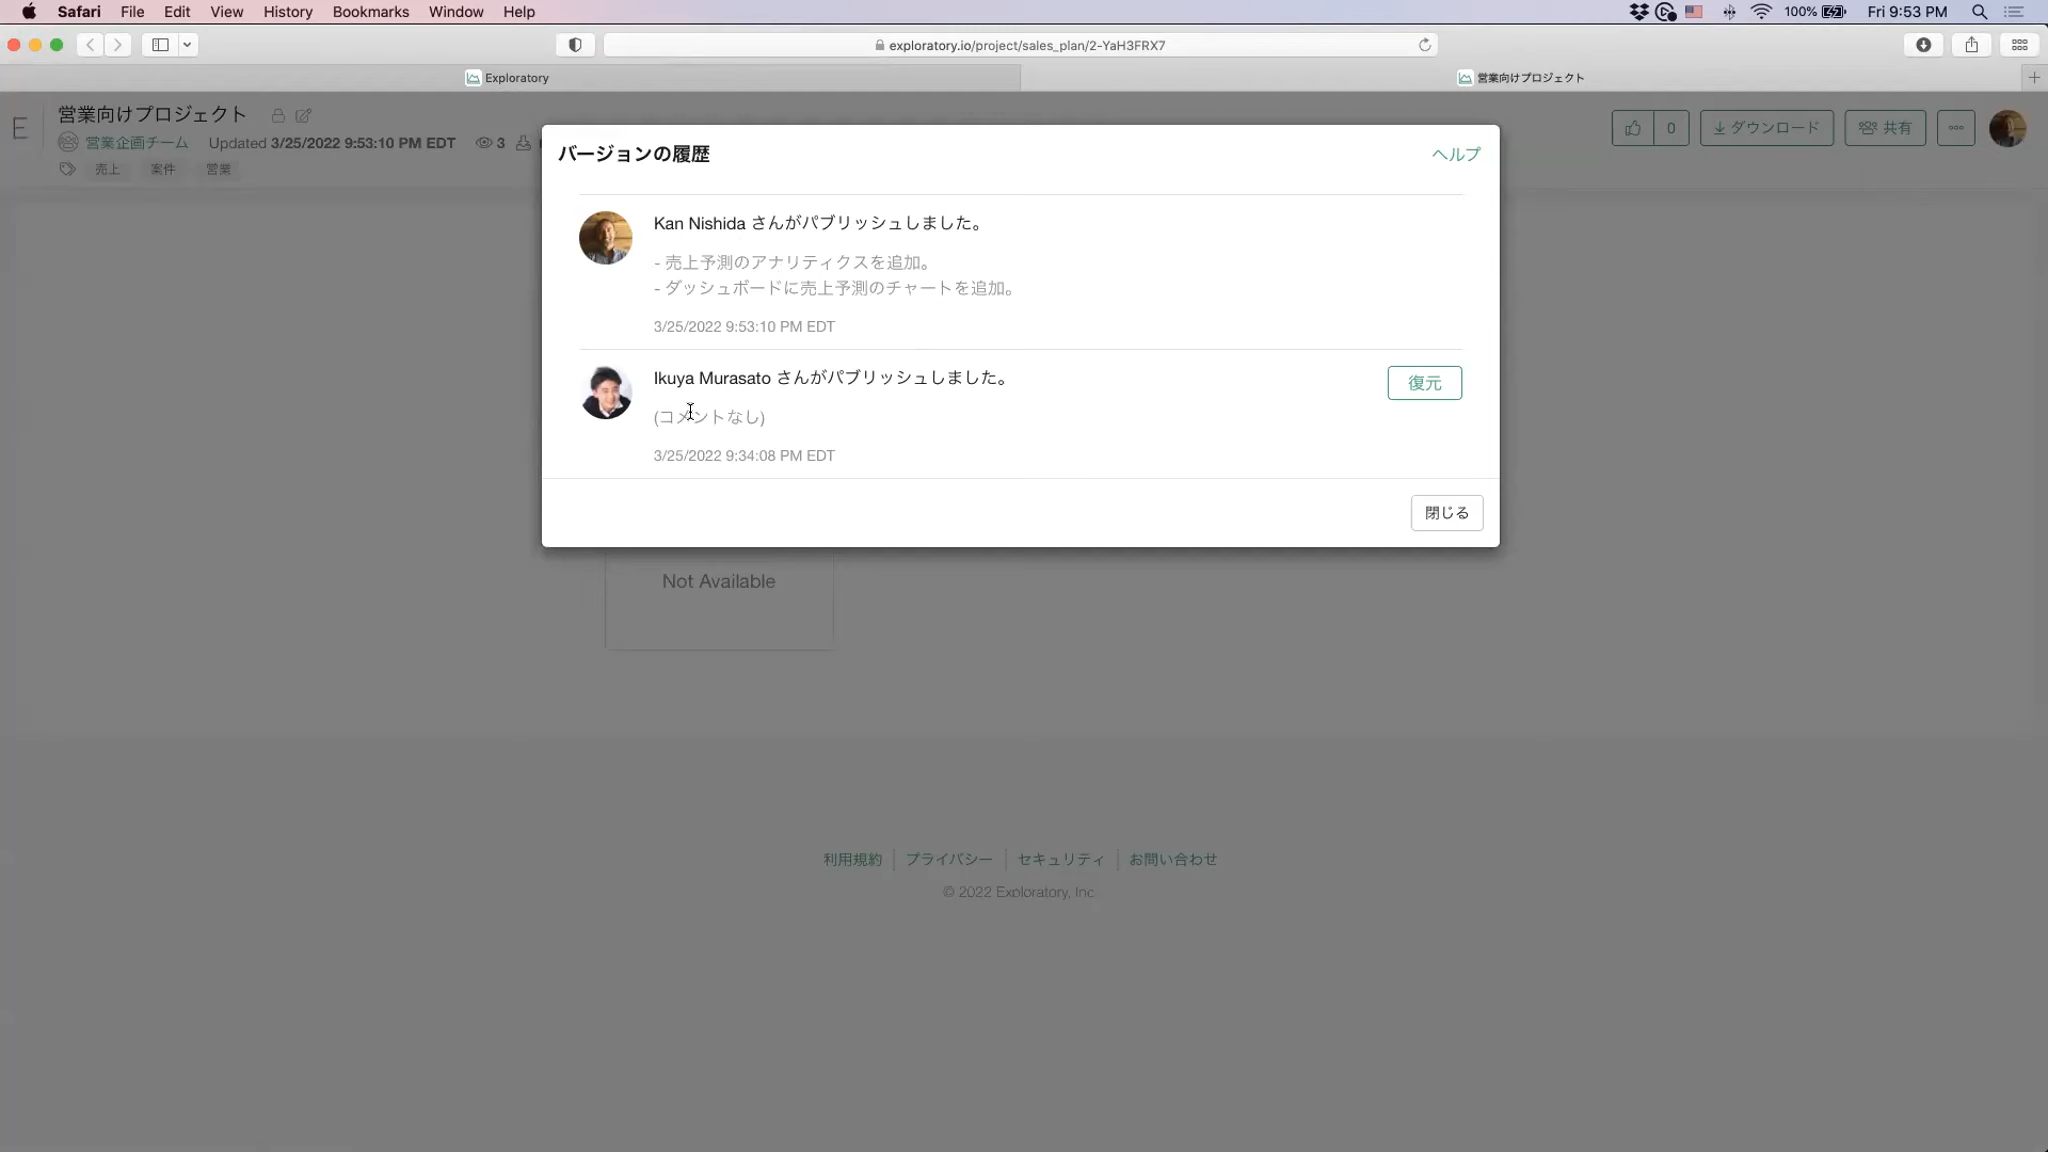 Safari File Edit View History Bookmarks Window Help 100% Fri 9:53 PM
exploratory.io/project/sales_plan/2-YaH3FRX7
Exploratory
営業向けプロジェクト
E
営業向けプロジェクト
営業企画チーム Updated 3/25/2022 9:53:10 PM EDT 3
売上 案件 営業
0 ダウンロード 共有
バージョンの履歴
ヘルプ
Kan Nishida さんがパブリッシュしました。
- 売上予測のアナリティクスを追加。
- ダッシュボードに売上予測のチャートを追加。
3/25/2022 9:53:10 PM EDT
Ikuya Murasato さんがパブリッシュしました。
復元
(コメントなし)
3/25/2022 9:34:08 PM EDT
閉じる
Not Available
利用規約 プライバシー セキュリティ お問い合わせ
© 2022 Exploratory, Inc.